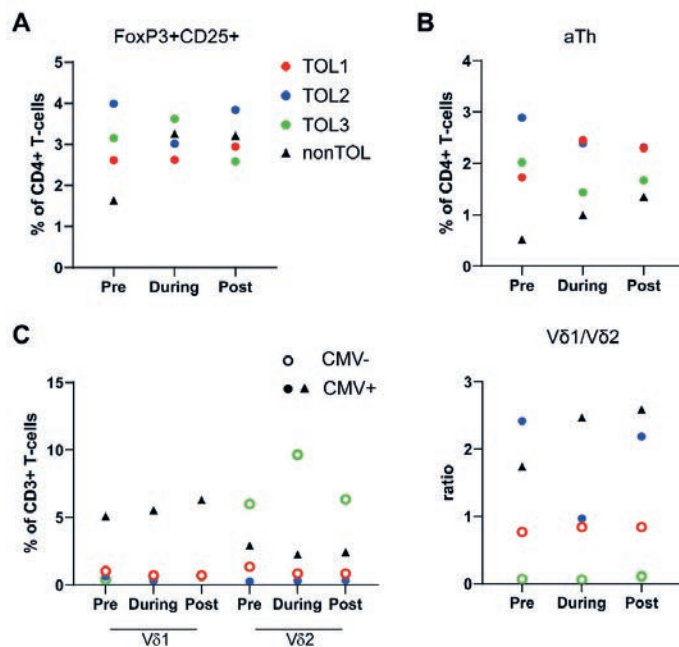 A
FoxP3+CD25+
% of CD4+ T-cells
5
4
3
2
1
0
Pre During Post
TOL1
TOL2
TOL3
nonTOL
B
aTh
% of CD4+ T-cells
4
3
2
1
0
Pre During Post
C
CMV-
CMV+
% of CD3+ T-cells
15
10
5
0
Pre During Post Pre During Post
Vδ1 Vδ2
Vδ1/Vδ2
ratio
3
2
1
0
Pre During Post